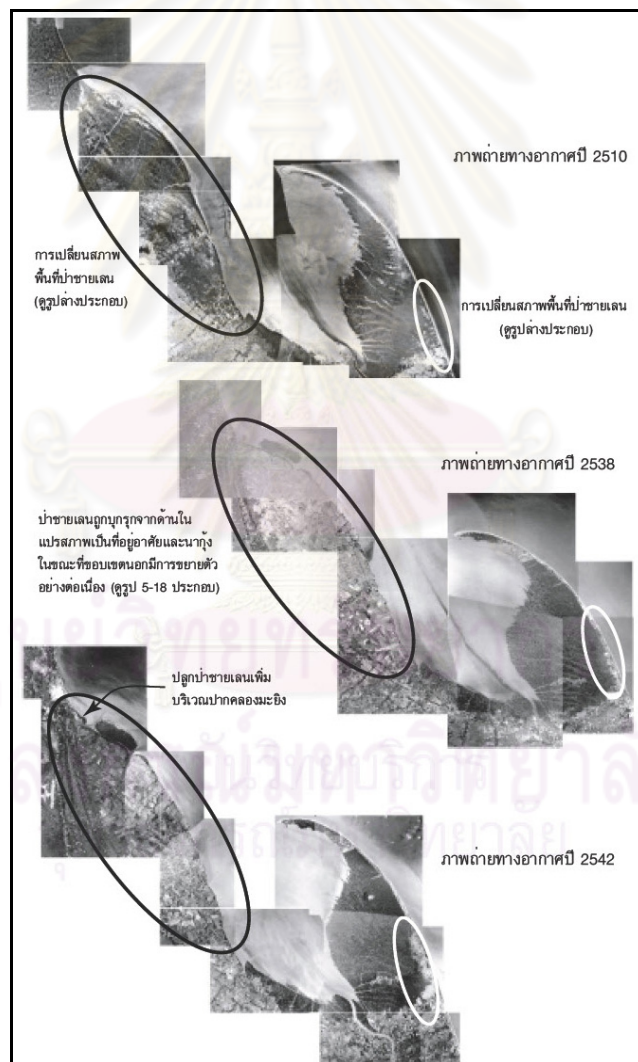 ภาพถ่ายทางอากาศปี 2510
การเปลี่ยนสภาพ
พื้นที่ป่าชายเลน
(ดูรูปล่างประกอบ)
การเปลี่ยนสภาพพื้นที่ป่าชายเลน
(ดูรูปล่างประกอบ)
ภาพถ่ายทางอากาศปี 2538
ป่าชายเลนถูกบุกรุกจากด้านใน
แปรสภาพเป็นที่อยู่อาศัยและนากุ้ง
ในขณะที่ขอบเขตนอกมีการขยายตัว
อย่างต่อเนื่อง (ดูรูป 5-18 ประกอบ)
ปลูกป่าชายเลนเพิ่ม
บริเวณปากคลองมะยิง
ภาพถ่ายทางอากาศปี 2542